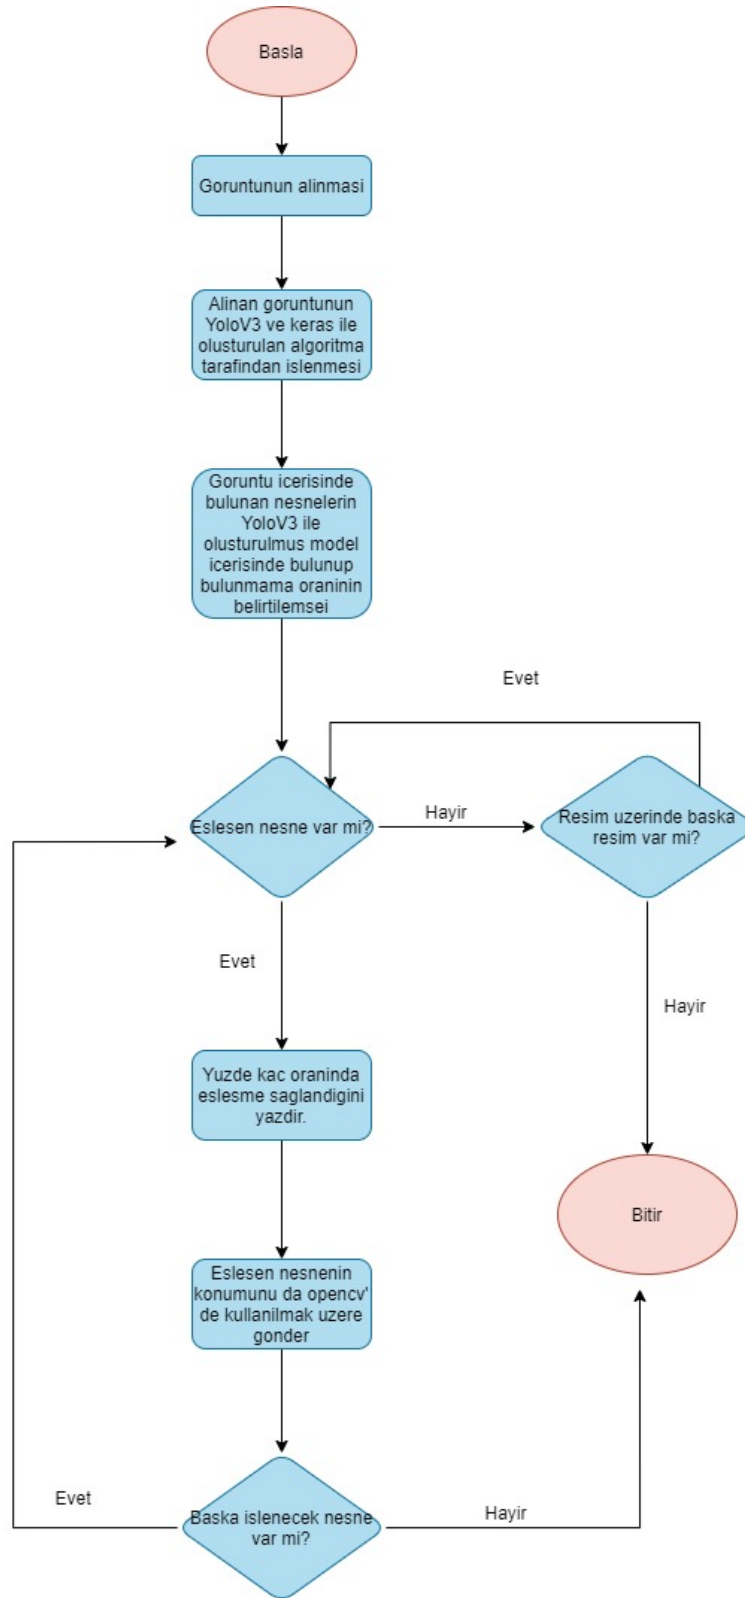 Basla
Goruntunun alinmasi
Alinan goruntunun
YoloV3 ve keras ile
olusturulan algoritma
tarafindan islenmesi
Goruntu icerisinde
bulunan nesnelerin
YoloV3 ile
olusturulmus model
icerisinde bulunup
bulunmama oraninin
belirtilemsei
Evet
Eslesen nesne var mi?
Hayir
Resim uzerinde baska
resim var mi?
Evet
Hayir
Yuzde kac oraninda
eslesme saglandigini
yazdir.
Bitir
Eslesen nesnenin
konumunu da opencv'
de kullanilmak uzere
gonder
Evet
Baska islenecek nesne
var mi?
Hayir